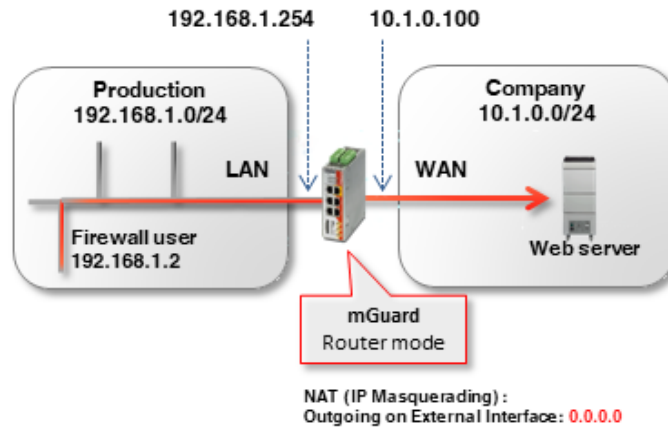 192.168.1.254
10.1.0.100
Production
192.168.1.0/24
Company
10.1.0.0/24
LAN
WAN
Firewall user
192.168.1.2
Web server
mGuard
Router mode
NAT (IP Masquerading) :
Outgoing on External Interface: 0.0.0.0